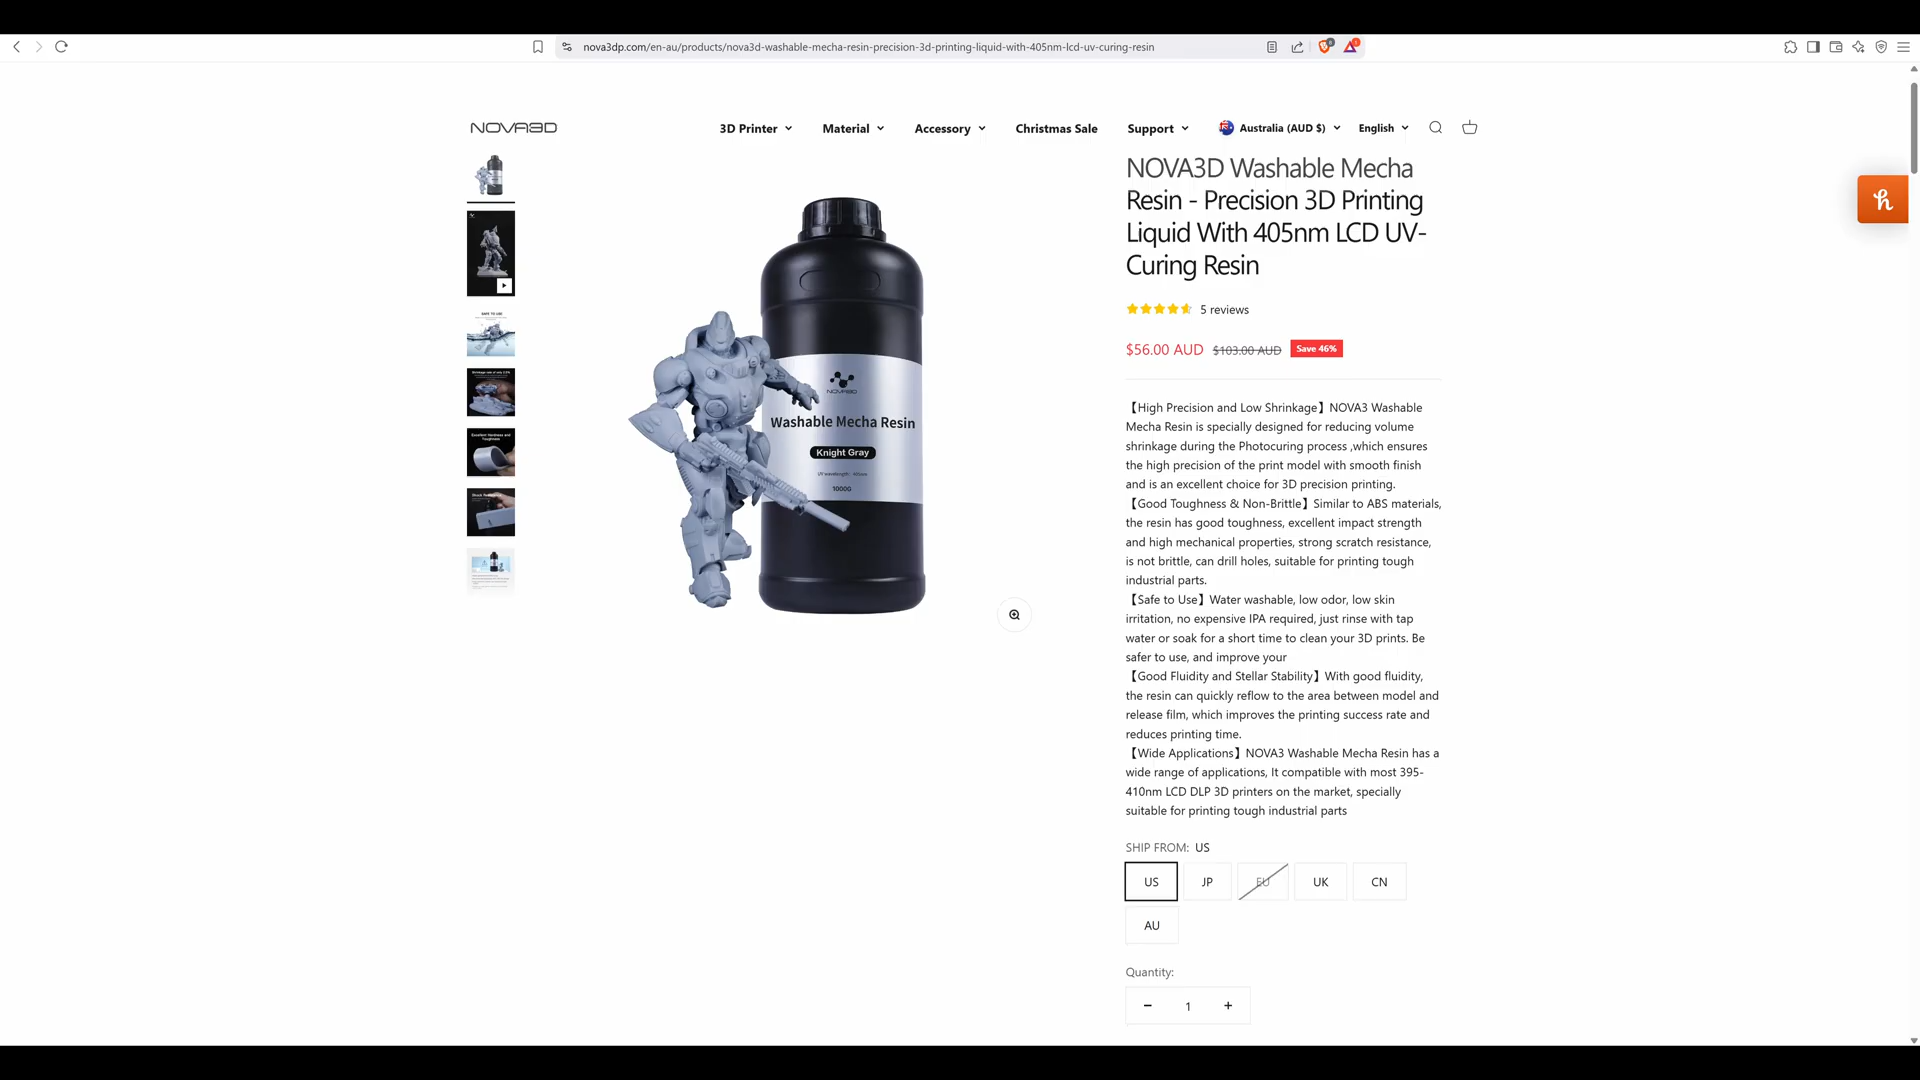 nova3dp.com/en-au/products/nova3d-washable-mecha-resin-precision-3d-printing-liquid-with-405nm-lcd-uv-curing-resin
NOVA3D
3D Printer
Material
Accessory
Christmas Sale
Support
Australia (AUD $)
English
NOVA3D Washable Mecha
Resin - Precision 3D Printing
Liquid With 405nm LCD UV-
Curing Resin
5 reviews
$56.00 AUD $103.00 AUD Save 46%
【High Precision and Low Shrinkage】NOVA3 Washable
Mecha Resin is specially designed for reducing volume
shrinkage during the Photocuring process ,which ensures
the high precision of the print model with smooth finish
and is an excellent choice for 3D precision printing.
【Good Toughness & Non-Brittle】Similar to ABS materials,
the resin has good toughness, excellent impact strength
and high mechanical properties, strong scratch resistance,
is not brittle, can drill holes, suitable for printing tough
industrial parts.
【Safe to Use】Water washable, low odor, low skin
irritation, no expensive IPA required, just rinse with tap
water or soak for a short time to clean your 3D prints. Be
safer to use, and improve your
【Good Fluidity and Stellar Stability】With good fluidity,
the resin can quickly reflow to the area between model and
release film, which improves the printing success rate and
reduces printing time.
【Wide Applications】NOVA3 Washable Mecha Resin has a
wide range of applications, It compatible with most 395-
410nm LCD DLP 3D printers on the market, specially
suitable for printing tough industrial parts
SHIP FROM: US
US
JP
EU
UK
CN
AU
Quantity:
− 1 +
NOVA3D
Washable Mecha Resin
Knight Gray
UV wavelength: 405nm
1000G
SAFE TO USE
Excellent Hardness and
Toughness